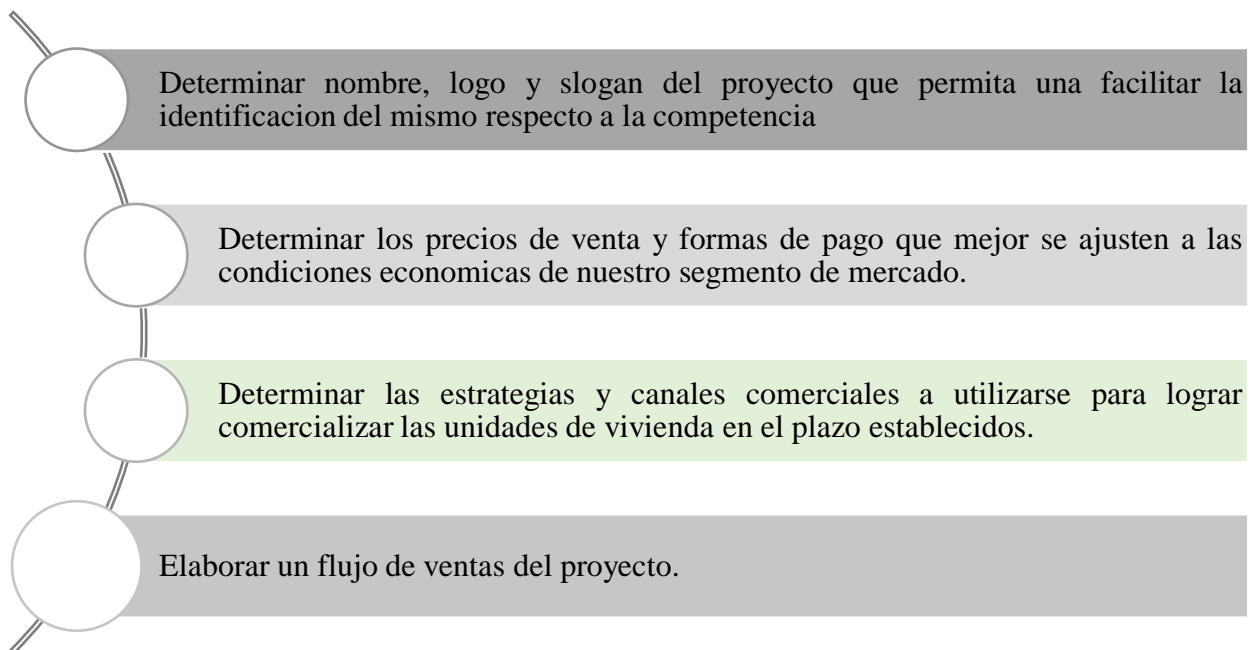 Determinar nombre, logo y slogan del proyecto que permita una facilitar la
identificacion del mismo respecto a la competencia
Determinar los precios de venta y formas de pago que mejor se ajusten a las
condiciones economicas de nuestro segmento de mercado.
Determinar las estrategias y canales comerciales a utilizarse para lograr
comercializar las unidades de vivienda en el plazo establecidos.
Elaborar un flujo de ventas del proyecto.